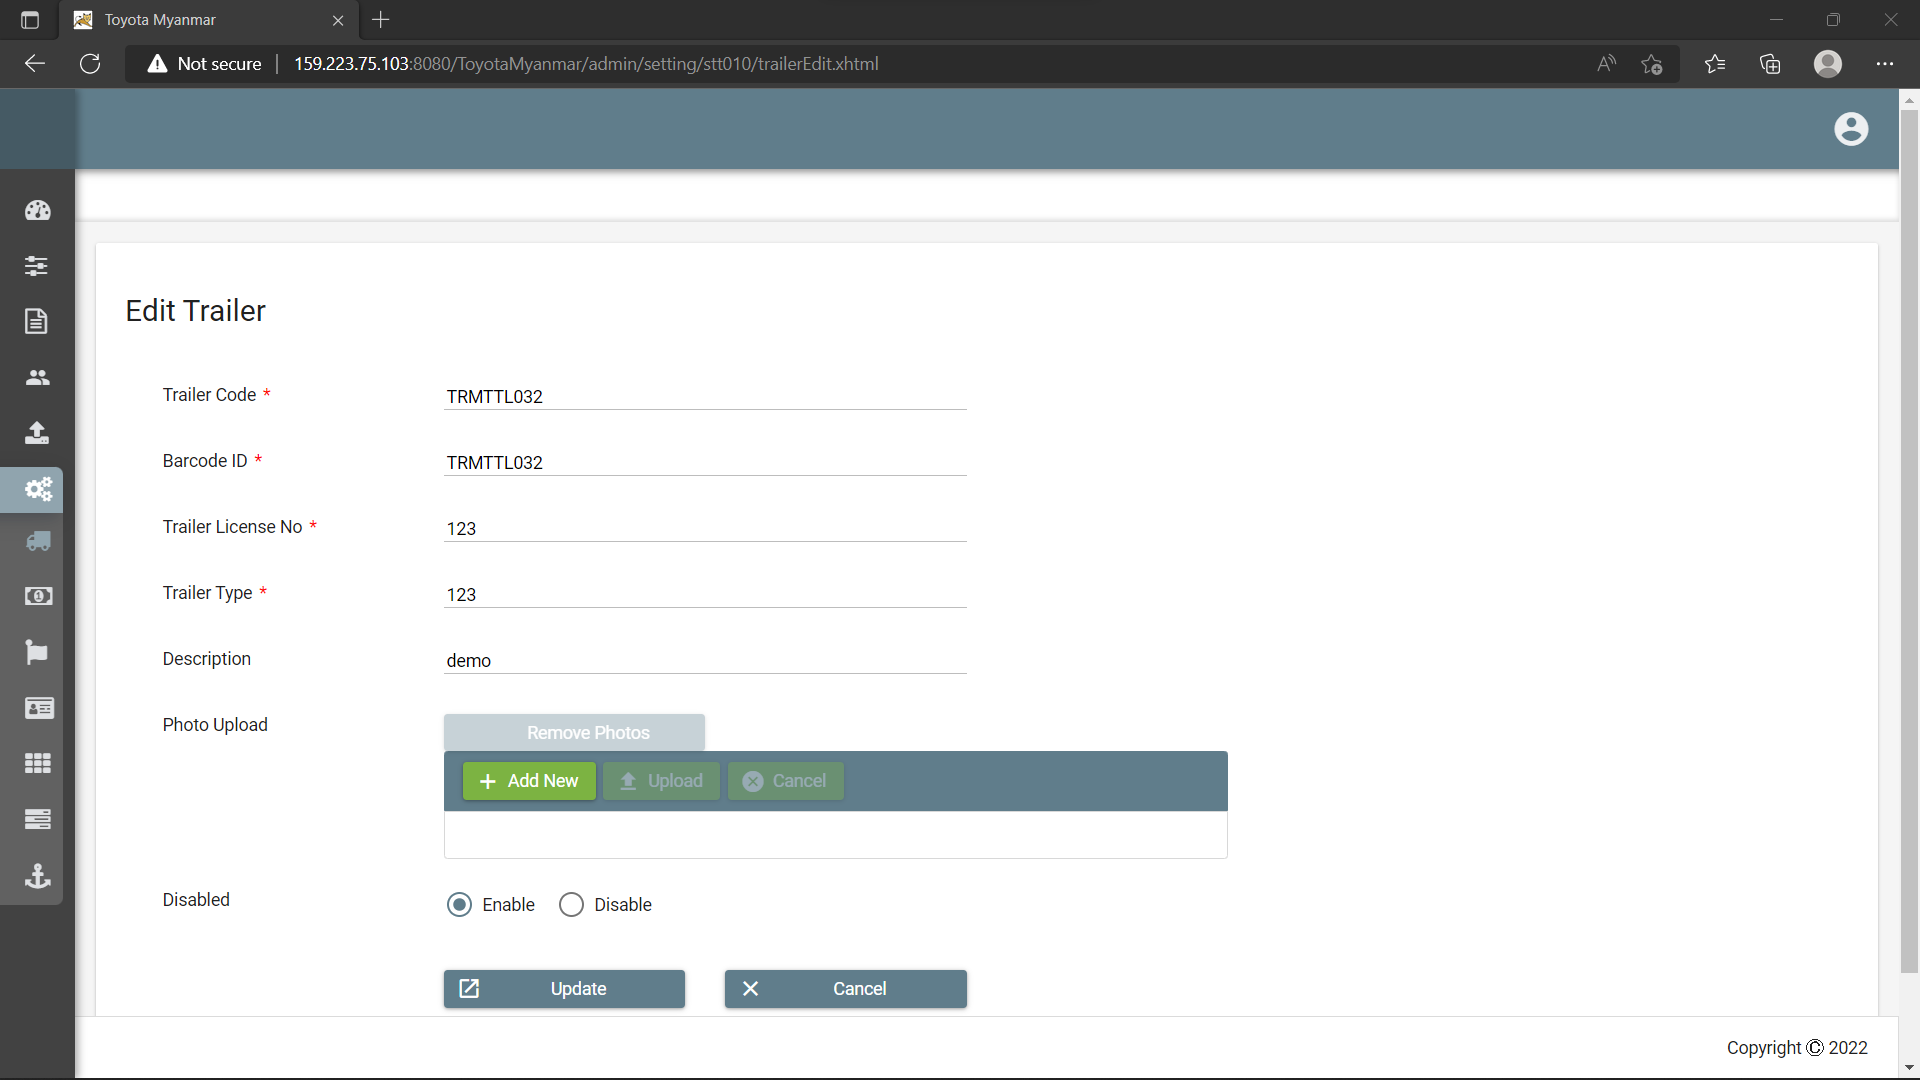 Toyota Myanmar
Not secure
159.223.75.103:8080/ToyotaMyanmar/admin/setting/stt010/trailerEdit.xhtml
Edit Trailer
Trailer Code * TRMTTL032
Barcode ID * TRMTTL032
Trailer License No * 123
Trailer Type * 123
Description demo
Photo Upload Remove Photos
Add New Upload Cancel
Disabled Enable Disable
Update Cancel
Copyright © 2022